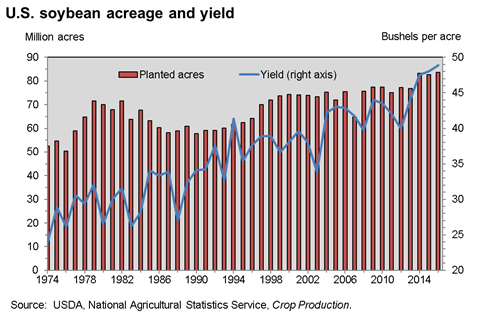 U.S. soybean acreage and yield
Million acres Bushels per acre
Planted acres Yield (right axis)
90 50
80 45
70
60 40
50 35
40
30 30
20 25
10
0 20
1974 1978 1982 1986 1990 1994 1998 2002 2006 2010 2014
Source: USDA, National Agricultural Statistics Service, Crop Production.